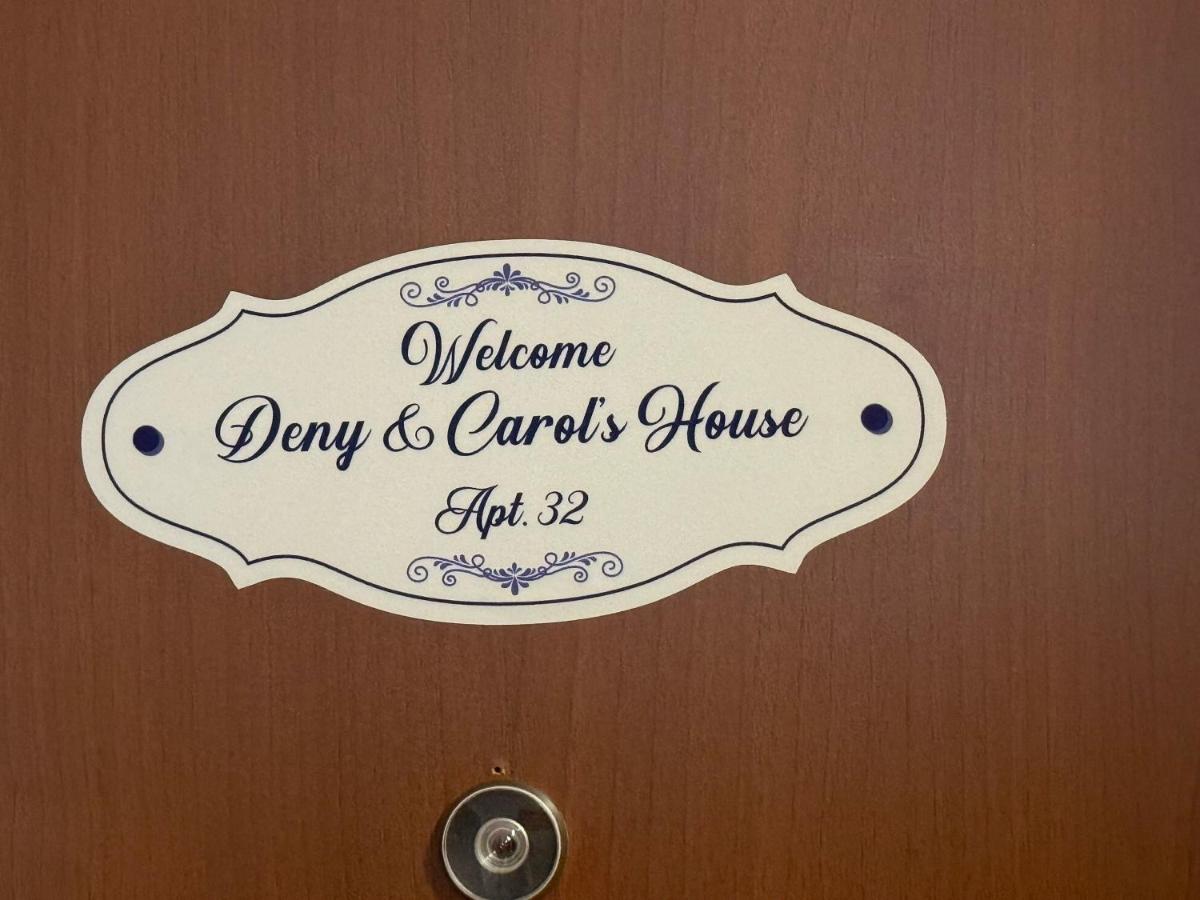 Welcome
Deny & Carol's House
Apt. 32